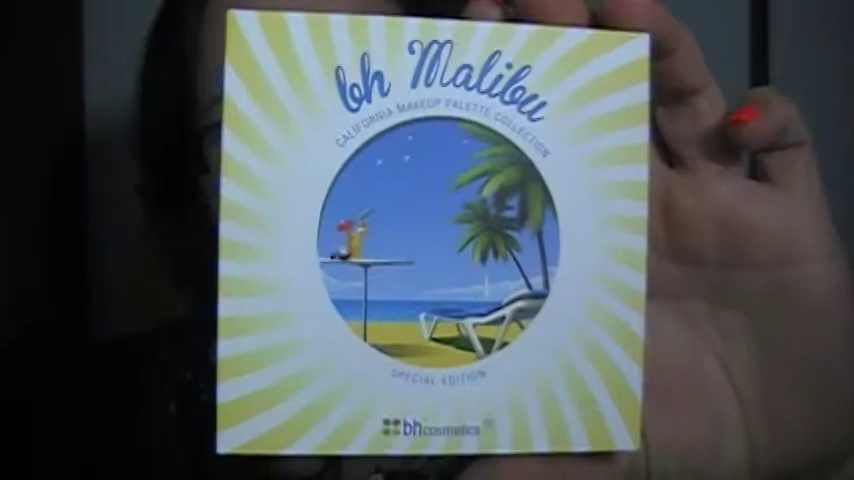 bh Malibu
CALIFORNIA MAKEUP PALETTE COLLECTION
SPECIAL EDITION
bhcosmetics